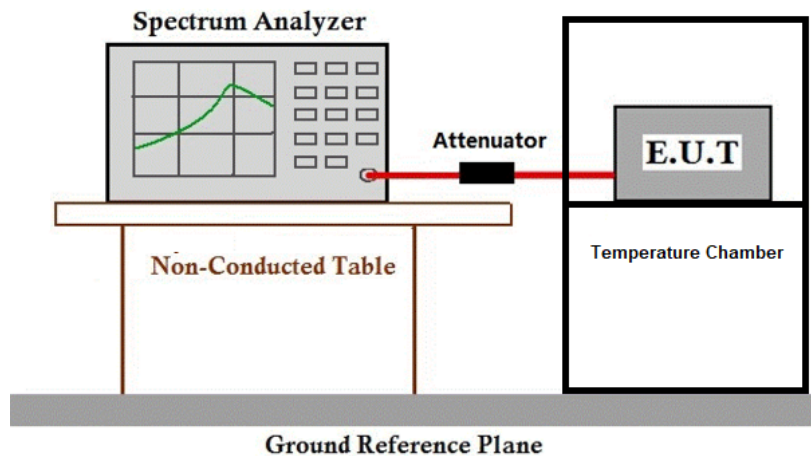 Spectrum Analyzer
Attenuator
E.U.T
Non-Conducted Table
Temperature Chamber
Ground Reference Plane